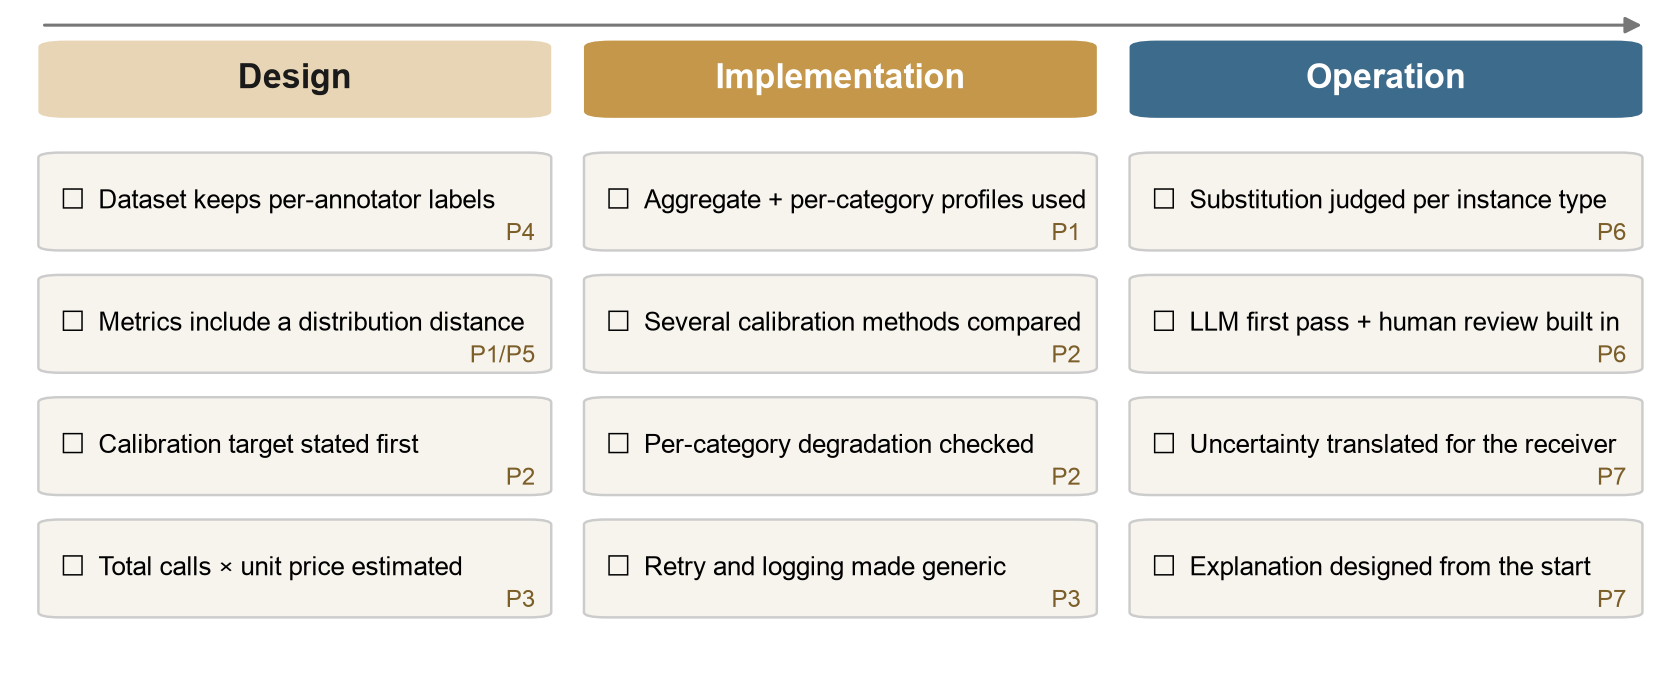 Design
☐ Dataset keeps per-annotator labels
P4
☐ Metrics include a distribution distance
P1/P5
☐ Calibration target stated first
P2
☐ Total calls × unit price estimated
P3
Implementation
☐ Aggregate + per-category profiles used
P1
☐ Several calibration methods compared
P2
☐ Per-category degradation checked
P2
☐ Retry and logging made generic
P3
Operation
☐ Substitution judged per instance type
P6
☐ LLM first pass + human review built in
P6
☐ Uncertainty translated for the receiver
P7
☐ Explanation designed from the start
P7